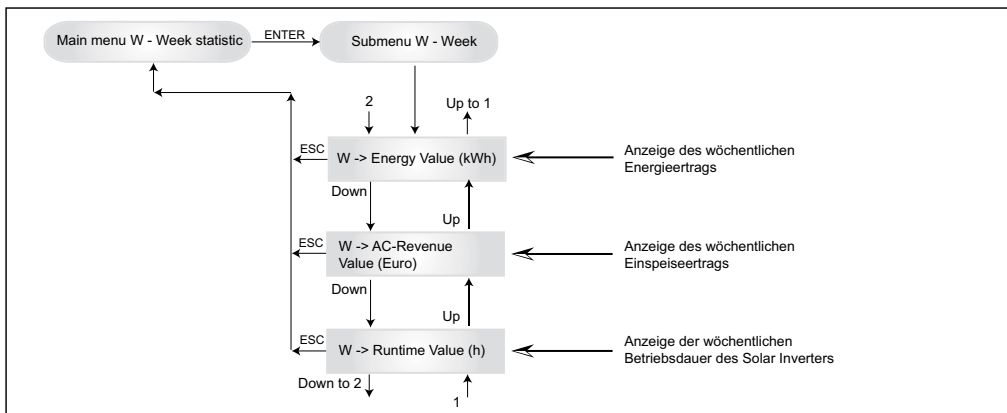 Main menu W - Week statistic
ENTER
Submenu W - Week
2
Up to 1
ESC
W -> Energy Value (kWh)
Anzeige des wöchentlichen
Energieertrags
Down
Up
ESC
W -> AC-Revenue
Value (Euro)
Anzeige des wöchentlichen
Einspeiseertrags
Down
Up
ESC
W -> Runtime Value (h)
Anzeige der wöchentlichen
Betriebsdauer des Solar Inverters
Down to 2
1